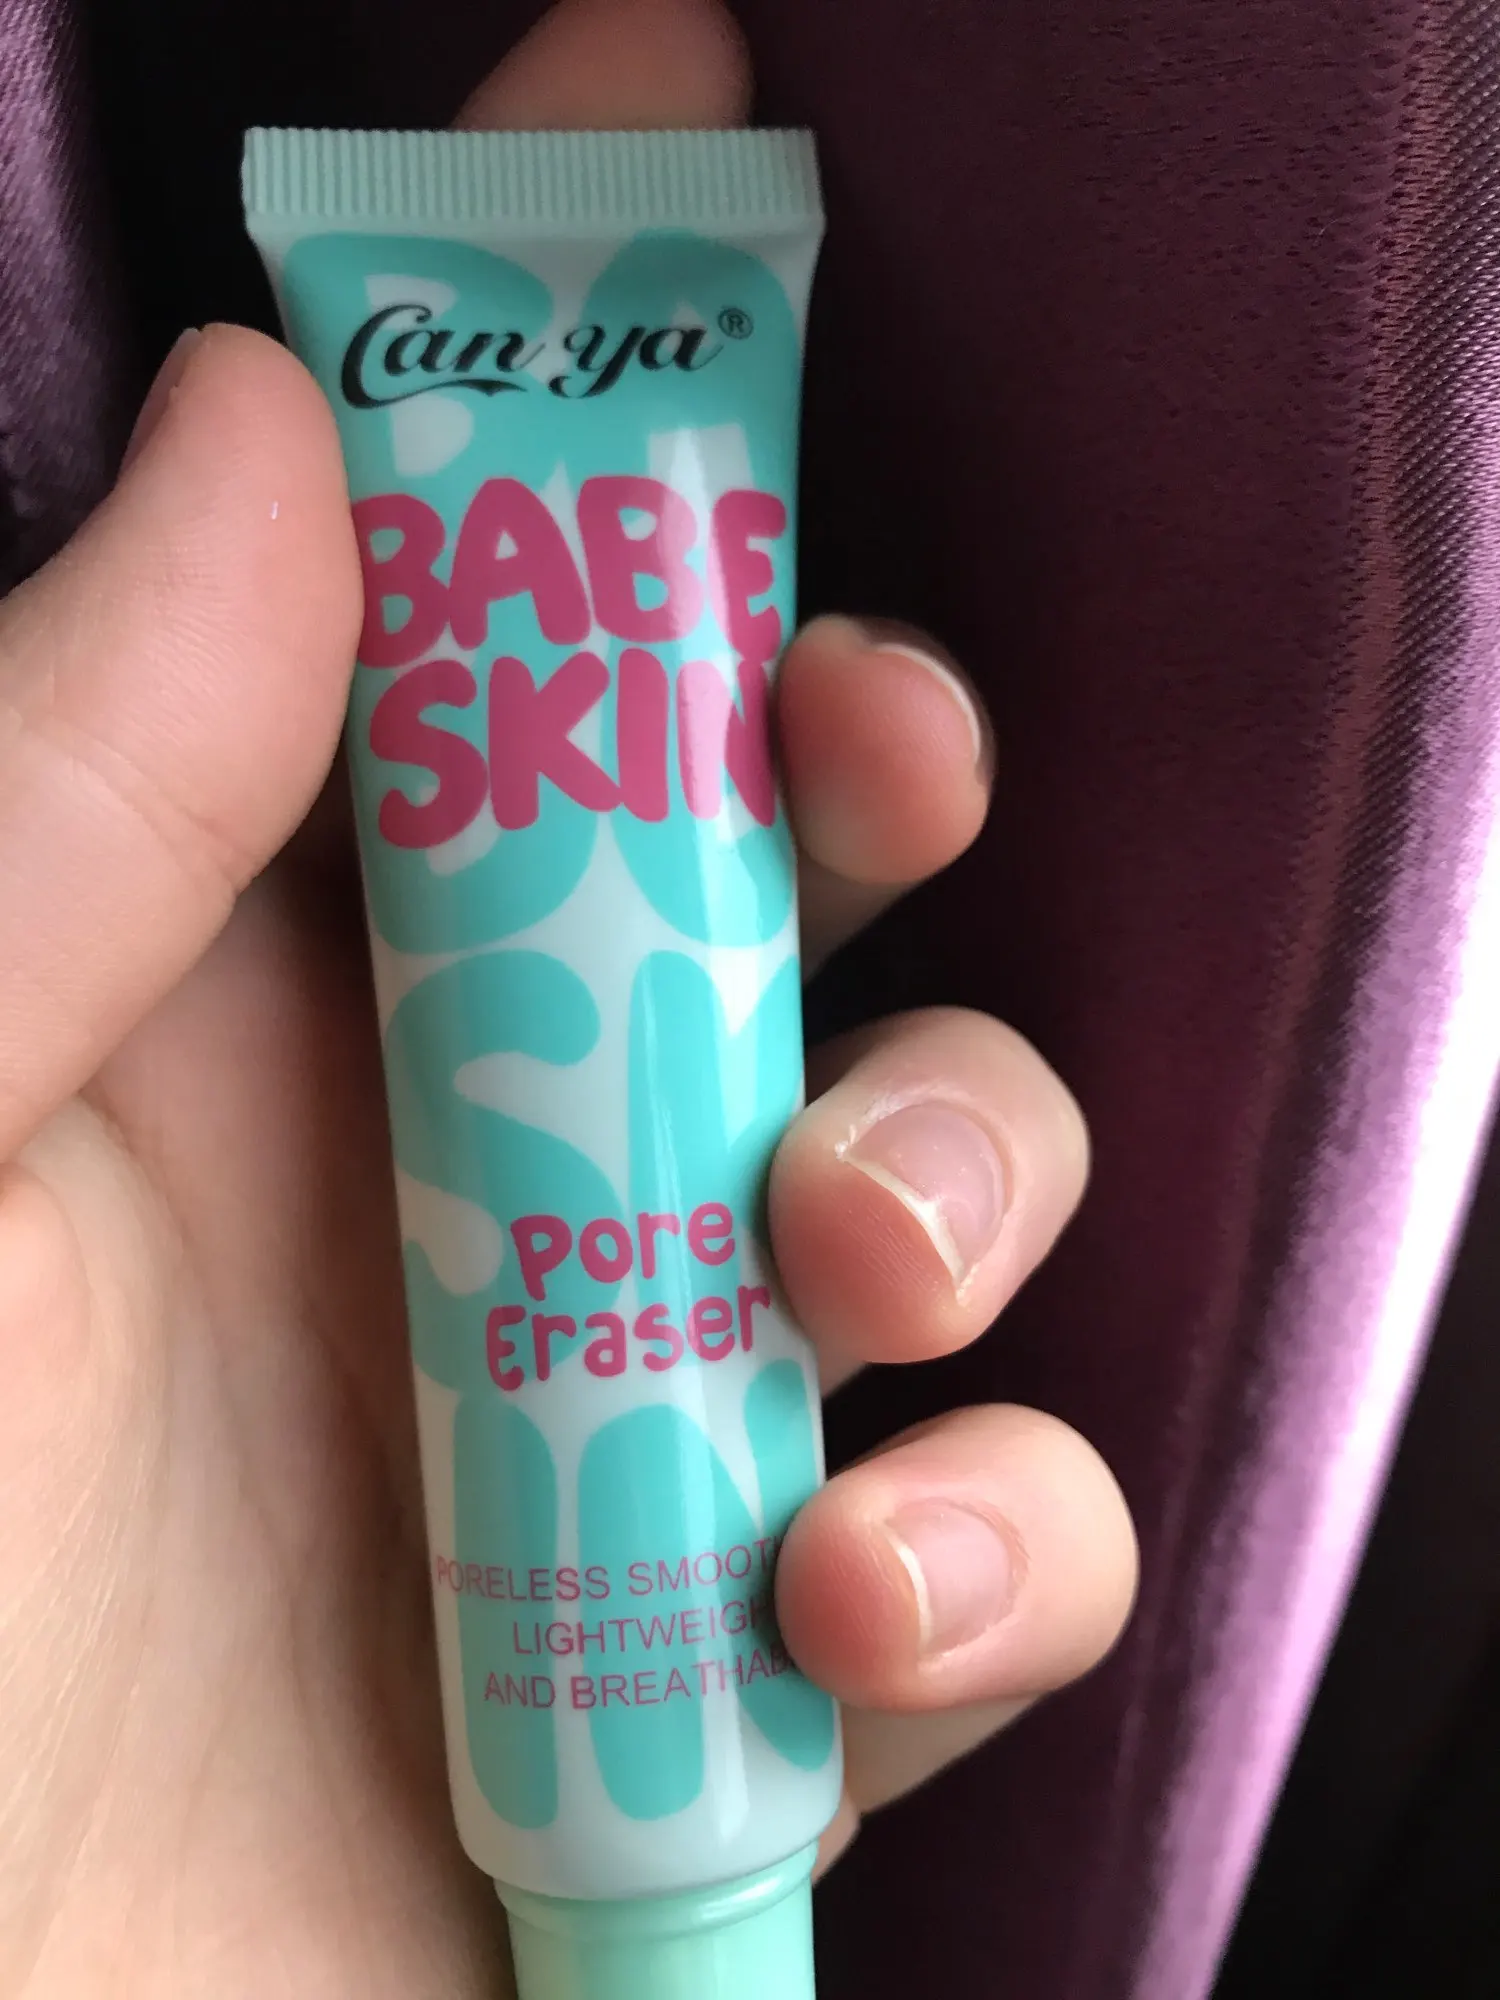 Can ya®
BABE
SKIN
Pore
Eraser
PORELESS SMOOT
LIGHTWEIGH
AND BREATHAB